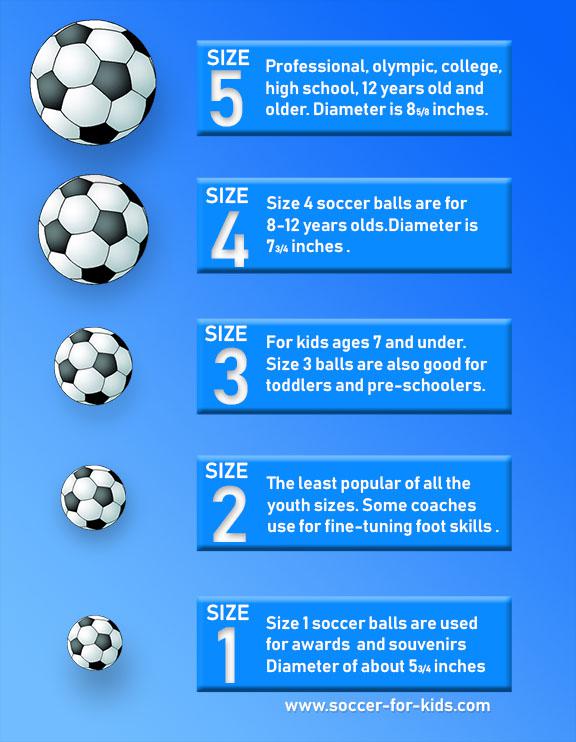 SIZE
5
Professional, olympic, college,
high school, 12 years old and
older. Diameter is 8 5/8 inches.
SIZE
4
Size 4 soccer balls are for
8-12 years olds.Diameter is
7 3/4 inches .
SIZE
3
For kids ages 7 and under.
Size 3 balls are also good for
toddlers and pre-schoolers.
SIZE
2
The least popular of all the
youth sizes. Some coaches
use for fine-tuning foot skills .
SIZE
1
Size 1 soccer balls are used
for awards and souvenirs
Diameter of about 5 3/4 inches
www.soccer-for-kids.com